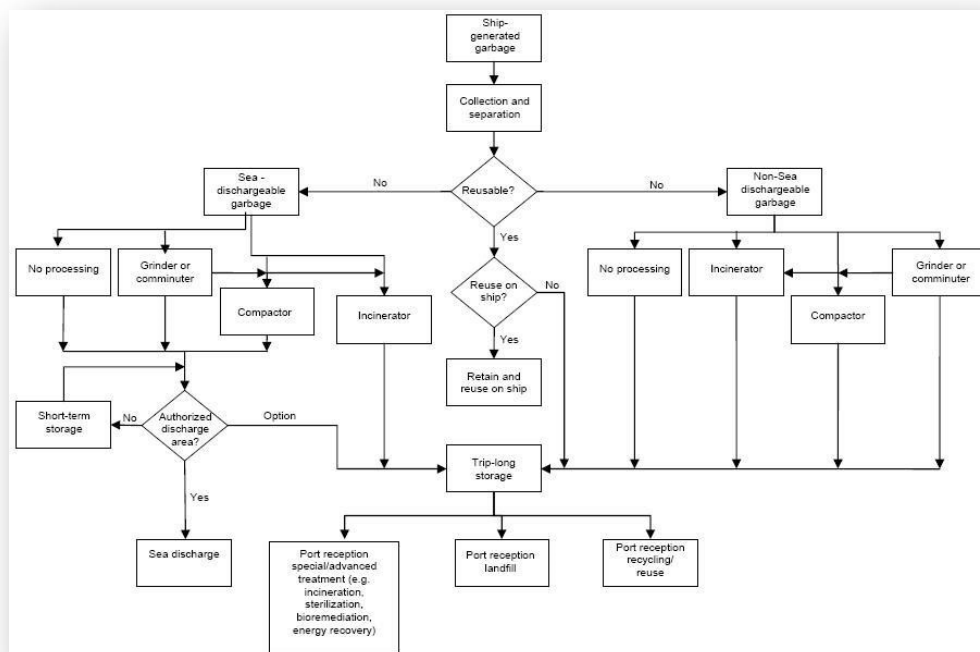 Ship-
generated
garbage
Collection and
separation
Reusable?
No
No
Yes
Sea -
dischargeable
garbage
Non-Sea
dischargeable
garbage
No processing
Grinder or
comminuter
Compactor
Incinerator
Reuse on
ship?
No
Yes
Retain and
reuse on ship
No processing
Incinerator
Compactor
Grinder or
comminuter
Short-term
storage
No
Authorized
discharge
area?
Option
Yes
Trip-long
storage
Sea discharge
Port reception
special/advanced
treatment (e.g.
incineration,
sterilization,
bioremediation,
energy recovery)
Port reception
landfill
Port reception
recycling/
reuse